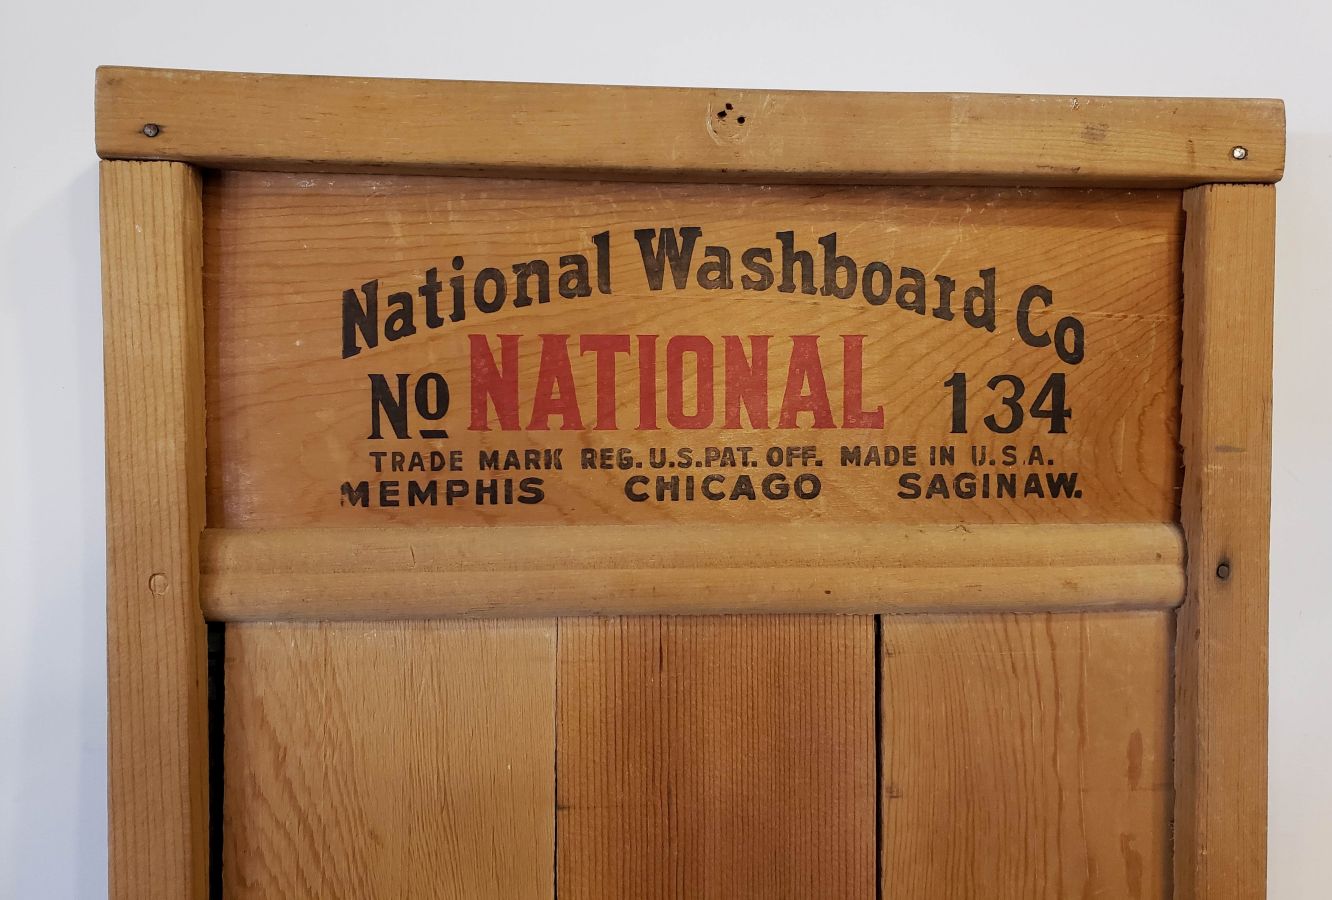 National Washboard Co
No NATIONAL 134
TRADE MARK REG. U.S. PAT. OFF. MADE IN U.S.A.
MEMPHIS CHICAGO SAGINAW.